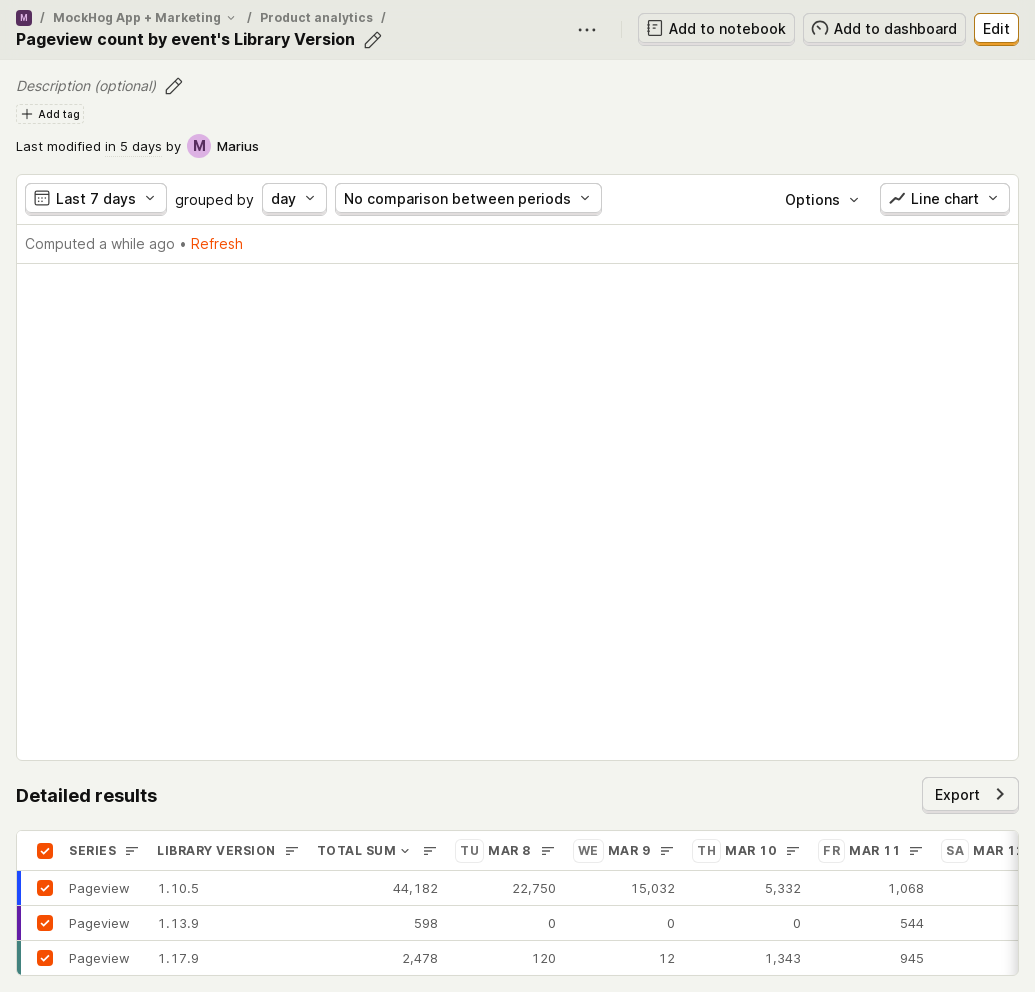 M / MockHog App + Marketing / Product analytics /
Pageview count by event's Library Version
Add to notebook Add to dashboard Edit
Description (optional)
Add tag
Last modified in 5 days by M Marius
Last 7 days grouped by day No comparison between periods Options Line chart
Computed a while ago • Refresh
Detailed results
Export
SERIES LIBRARY VERSION TOTAL SUM TU MAR 8 WE MAR 9 TH MAR 10 FR MAR 11 SA MAR 12
Pageview 1.10.5 44,182 22,750 15,032 5,332 1,068
Pageview 1.13.9 598 0 0 0 544
Pageview 1.17.9 2,478 120 12 1,343 945